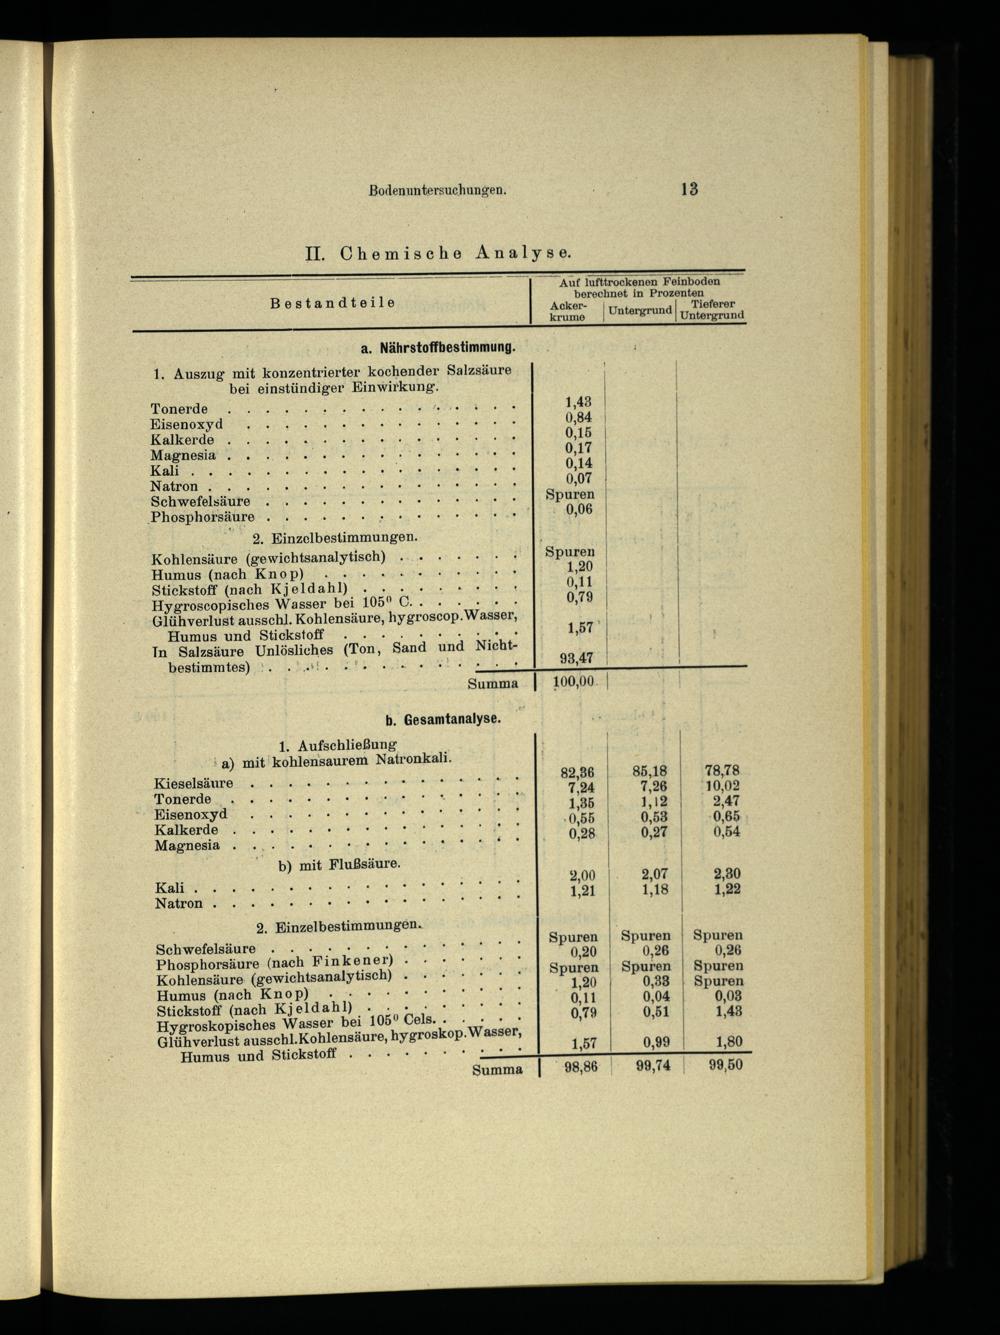 Bodenuntersuchungen. 13
II. Chemische Analyse.
Bestandteile
Auf lufttrockenen Feinboden
berechnet in Prozenten
Acker-
krume | Untergrund | Tieferer
Untergrund
a. Nährstoffbestimmung.
1. Auszug mit konzentrierter kochender Salzsäure
bei einstündiger Einwirkung.
Tonerde . . . . . . . . . . . . . . . . 1,43
Eisenoxyd . . . . . . . . . . . . . . . 0,84
Kalkerde . . . . . . . . . . . . . . . . 0,15
Magnesia . . . . . . . . . . . . . . . . 0,17
Kali . . . . . . . . . . . . . . . . . . 0,14
Natron . . . . . . . . . . . . . . . . . 0,07
Schwefelsäure . . . . . . . . . . . . . . Spuren
Phosphorsäure . . . . . . . . . . . . . . 0,06
2. Einzelbestimmungen.
Kohlensäure (gewichtsanalytisch) . . . . . . . Spuren
Humus (nach Knop) . . . . . . . . . . . 1,20
Stickstoff (nach Kjeldahl) . . . . . . . . . 0,11
Hygroscopisches Wasser bei 105° C. . . . . . . 0,79
Glühverlust ausschl. Kohlensäure, hygroscop. Wasser,
Humus und Stickstoff . . . . . . . . . . 1,57
In Salzsäure Unlösliches (Ton, Sand und Nicht-
bestimmtes) . . . . . . . . . . . . . . 93,47
Summa | 100,00
b. Gesamtanalyse.
1. Aufschließung
a) mit kohlensaurem Natronkali.
Kieselsäure . . . . . . . . . . . . . . . 82,36 85,18 78,78
Tonerde . . . . . . . . . . . . . . . . 7,24 7,26 10,02
Eisenoxyd . . . . . . . . . . . . . . . 1,35 1,12 2,47
Kalkerde . . . . . . . . . . . . . . . . 0,55 0,53 0,65
Magnesia . . . . . . . . . . . . . . . . 0,28 0,27 0,54
b) mit Flußsäure.
Kali . . . . . . . . . . . . . . . . . . 2,00 2,07 2,30
Natron . . . . . . . . . . . . . . . . . 1,21 1,18 1,22
2. Einzelbestimmungen.
Schwefelsäure . . . . . . . . . . . . . . Spuren Spuren Spuren
Phosphorsäure (nach Finkener) . . . . . . . 0,20 0,26 0,26
Kohlensäure (gewichtsanalytisch) . . . . . . . Spuren Spuren Spuren
Humus (nach Knop) . . . . . . . . . . . 1,20 0,33 Spuren
Stickstoff (nach Kjeldahl) . . . . . . . . . 0,11 0,04 0,03
Hygroskopisches Wasser bei 105° Cels. . . . . . 0,79 0,51 1,43
Glühverlust ausschl. Kohlensäure, hygroskop. Wasser,
Humus und Stickstoff . . . . . . . . . . 1,57 0,99 1,80
Summa | 98,86 99,74 99,50